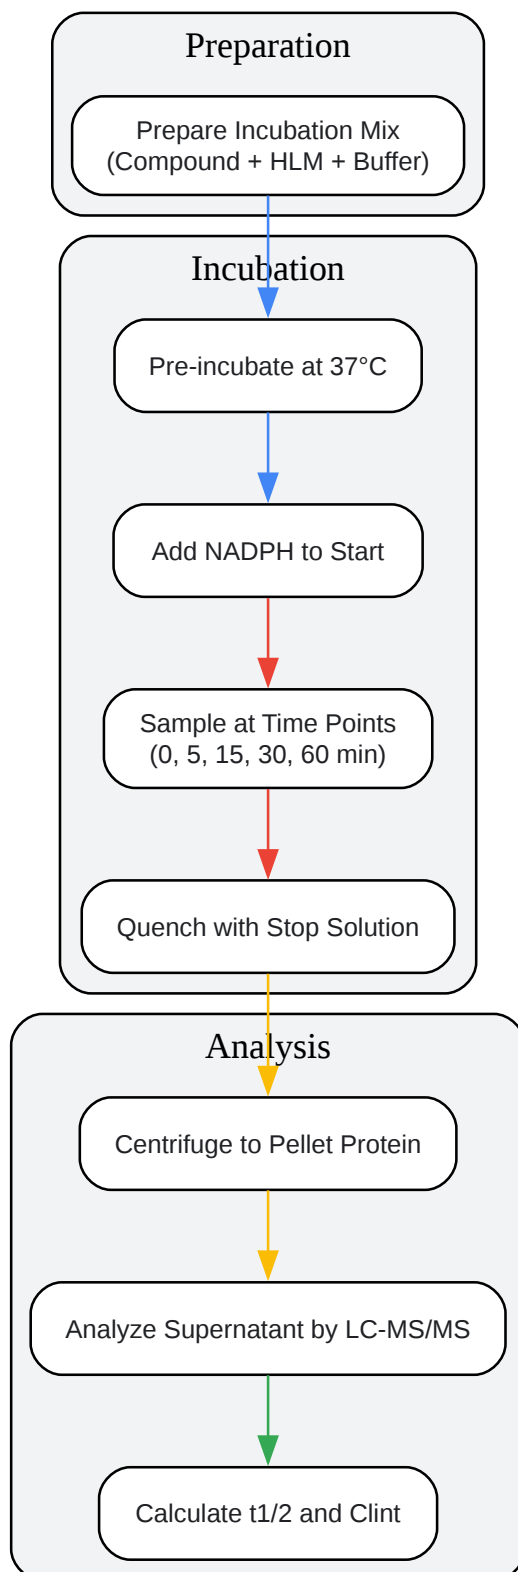 Preparation
Prepare Incubation Mix
(Compound + HLM + Buffer)
Incubation
Pre-incubate at 37°C
Add NADPH to Start
Sample at Time Points
(0, 5, 15, 30, 60 min)
Quench with Stop Solution
Analysis
Centrifuge to Pellet Protein
Analyze Supernatant by LC-MS/MS
Calculate t1/2 and Clint